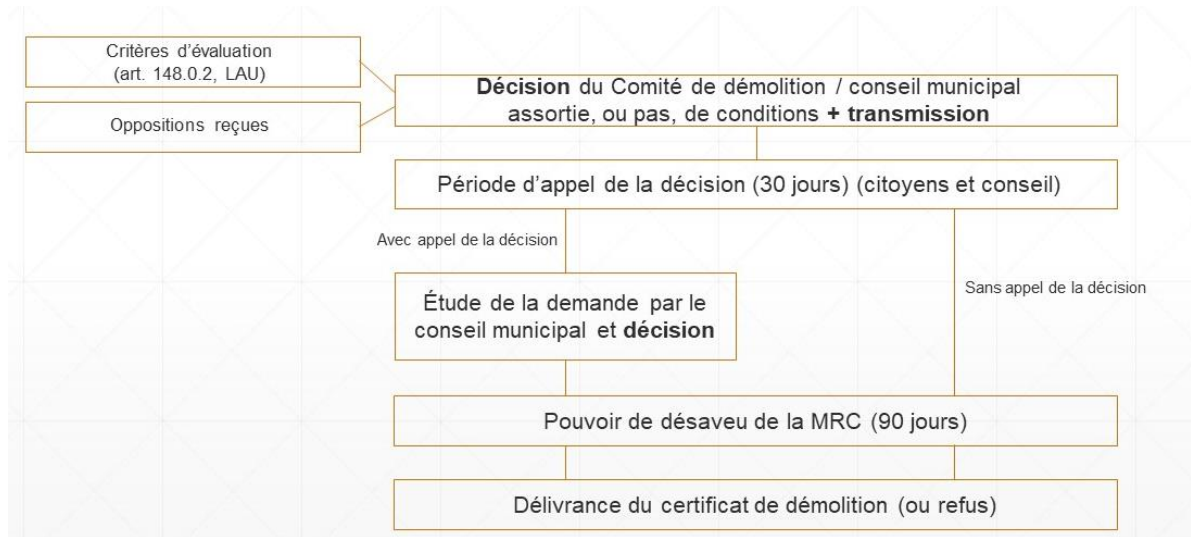 Critères d’évaluation
(art. 148.0.2, LAU)
Oppositions reçues
Décision du Comité de démolition / conseil municipal
assortie, ou pas, de conditions + transmission
Période d’appel de la décision (30 jours) (citoyens et conseil)
Avec appel de la décision
Sans appel de la décision
Étude de la demande par le
conseil municipal et décision
Pouvoir de désaveu de la MRC (90 jours)
Délivrance du certificat de démolition (ou refus)